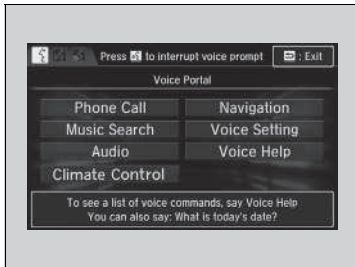 Press to interrupt voice prompt : Exit
Voice Portal
Phone Call Navigation
Music Search Voice Setting
Audio Voice Help
Climate Control
To see a list of voice commands, say Voice Help
You can also say: What is today's date?